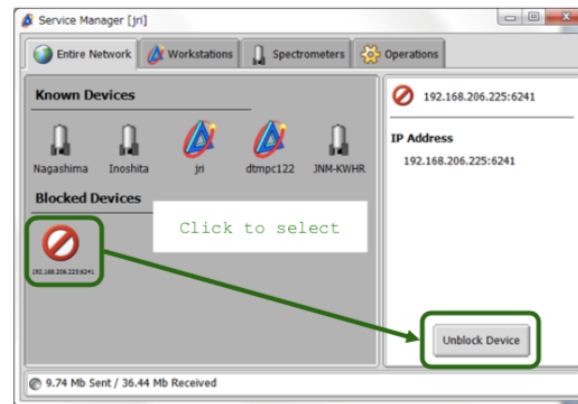 Service Manager [jri]
Entire Network Workstations Spectrometers Operations
Known Devices
Nagashima Inoshita jri dtmpc122 JNM-KWHR
Blocked Devices
Click to select
192.168.206.225:6241
192.168.206.225:6241
IP Address
192.168.206.225:6241
Unblock Device
9.74 Mb Sent / 36.44 Mb Received